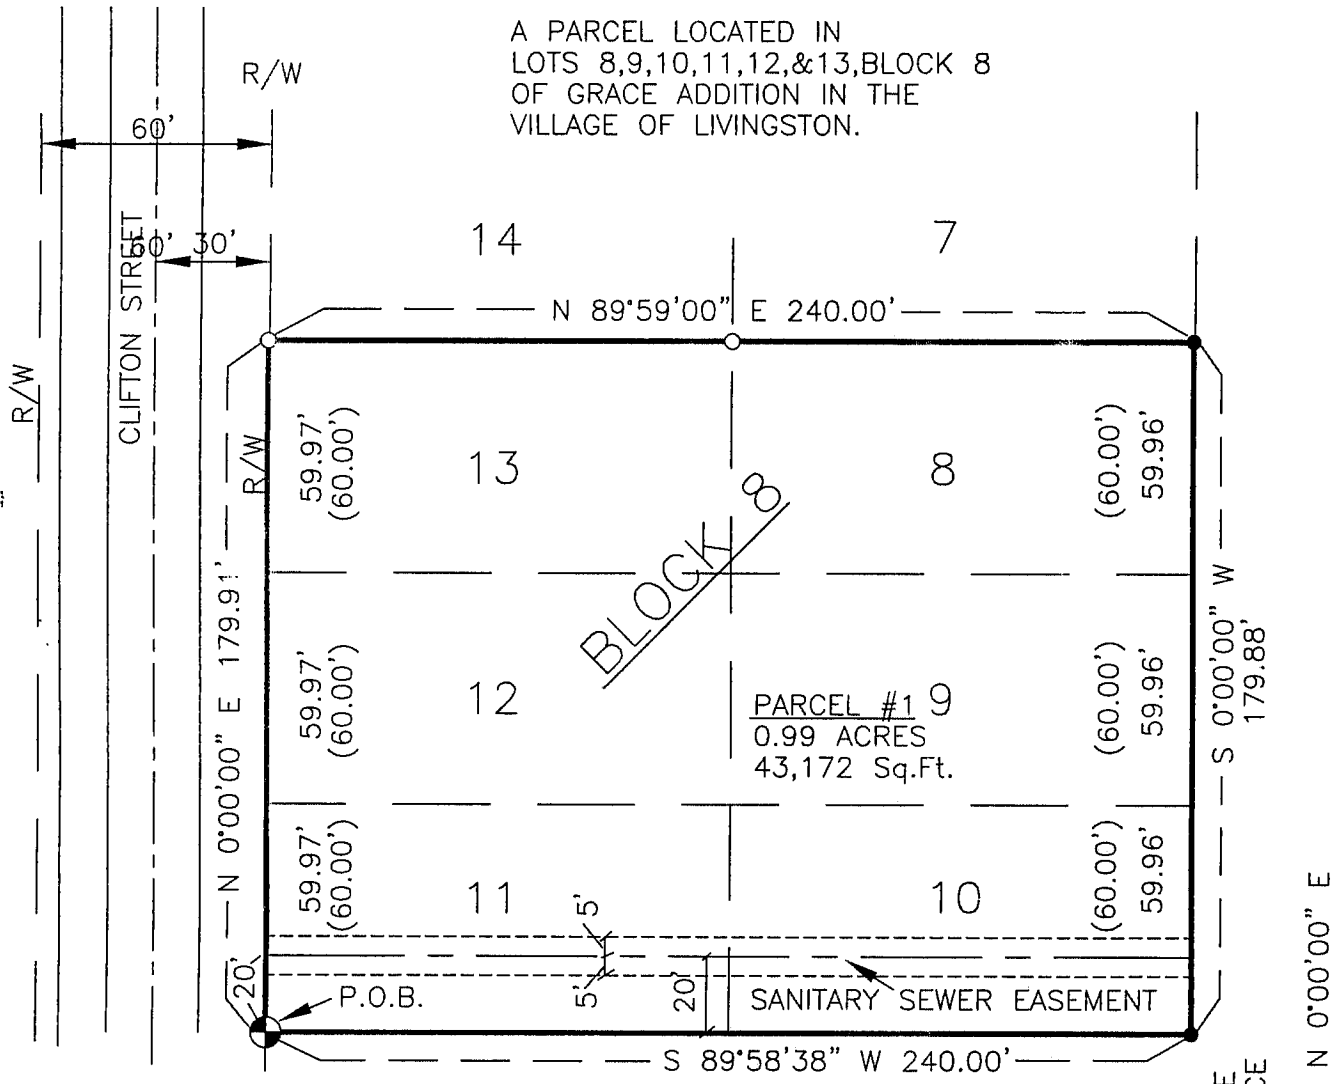 A PARCEL LOCATED IN
LOTS 8,9,10,11,12,&13,BLOCK 8
OF GRACE ADDITION IN THE
VILLAGE OF LIVINGSTON.
R/W
60'
60' 30'
CLIFTON STREET
R/W
R/W
14
7
N 89°59'00" E 240.00'
59.97'
(60.00')
13
8
(60.00')
59.96'
BLOCK 8
N 0°00'00" E 179.91'
S 0°00'00" W
179.88'
59.97'
(60.00')
12
9
(60.00')
59.96'
PARCEL #1
0.99 ACRES
43,172 Sq.Ft.
59.97'
(60.00')
11
10
(60.00')
59.96'
5'
5'
20'
20'
P.O.B.
SANITARY SEWER EASEMENT
S 89°58'38" W 240.00'
N 0°00'00" E